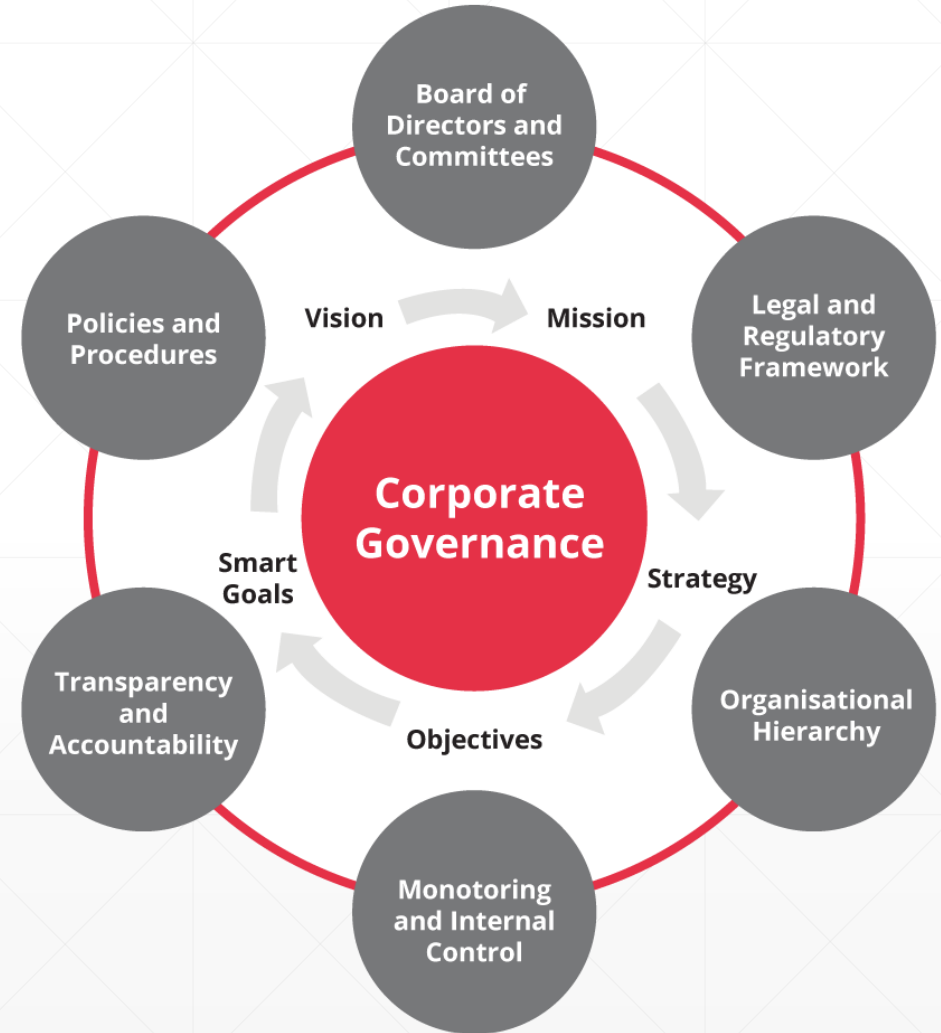 Board of
Directors and
Committees
Legal and
Regulatory
Framework
Organisational
Hierarchy
Monotoring
and Internal
Control
Transparency
and
Accountability
Policies and
Procedures
Vision
Mission
Strategy
Objectives
Smart
Goals
Corporate
Governance